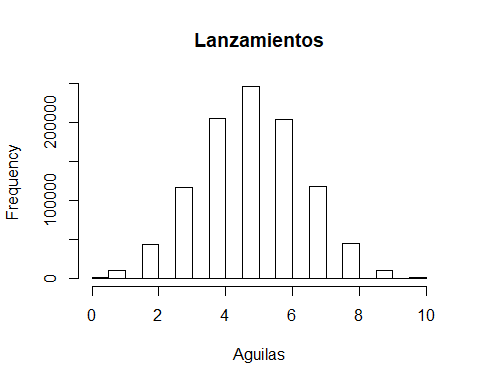 Lanzamientos
Frequency
200000
100000
0
0 2 4 6 8 10
Aguilas